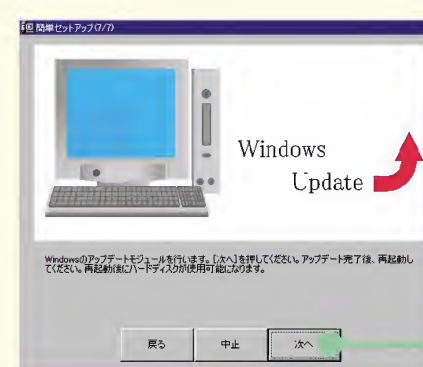 簡単セットアップ(7/7)
Windows
Update
Windowsのアップデートモジュールを行います。[次へ]を押してください。アップデート完了後、再起動し
てください。再起動後にハードディスクが使用可能になります。
戻る
中止
次へ